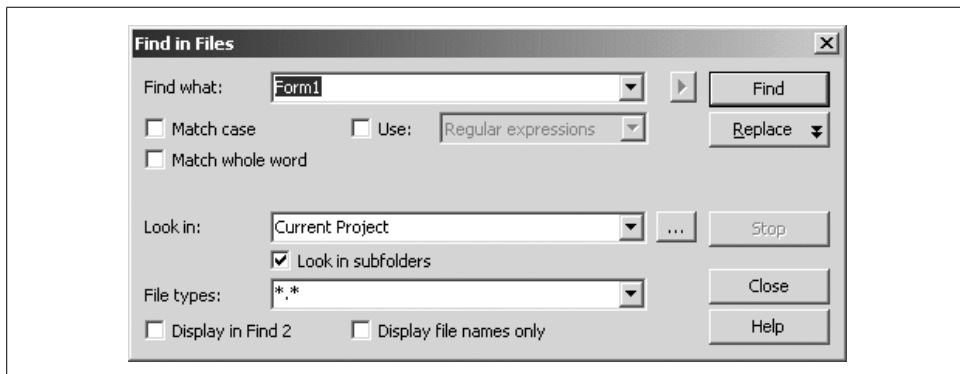 Find in Files
Find what: Form1 Find
Match case Use: Regular expressions Replace
Match whole word
Look in: Current Project ... Stop
Look in subfolders
File types: *.* Close
Display in Find 2 Display file names only Help